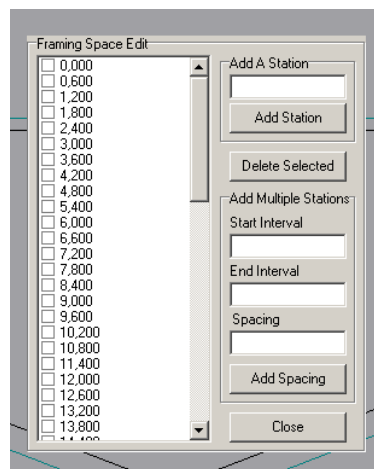 Framing Space Edit
0,000
0,600
1,200
1,800
2,400
3,000
3,600
4,200
4,800
5,400
6,000
6,600
7,200
7,800
8,400
9,000
9,600
10,200
10,800
11,400
12,000
12,600
13,200
13,800
Add A Station
Add Station
Delete Selected
Add Multiple Stations
Start Interval
End Interval
Spacing
Add Spacing
Close